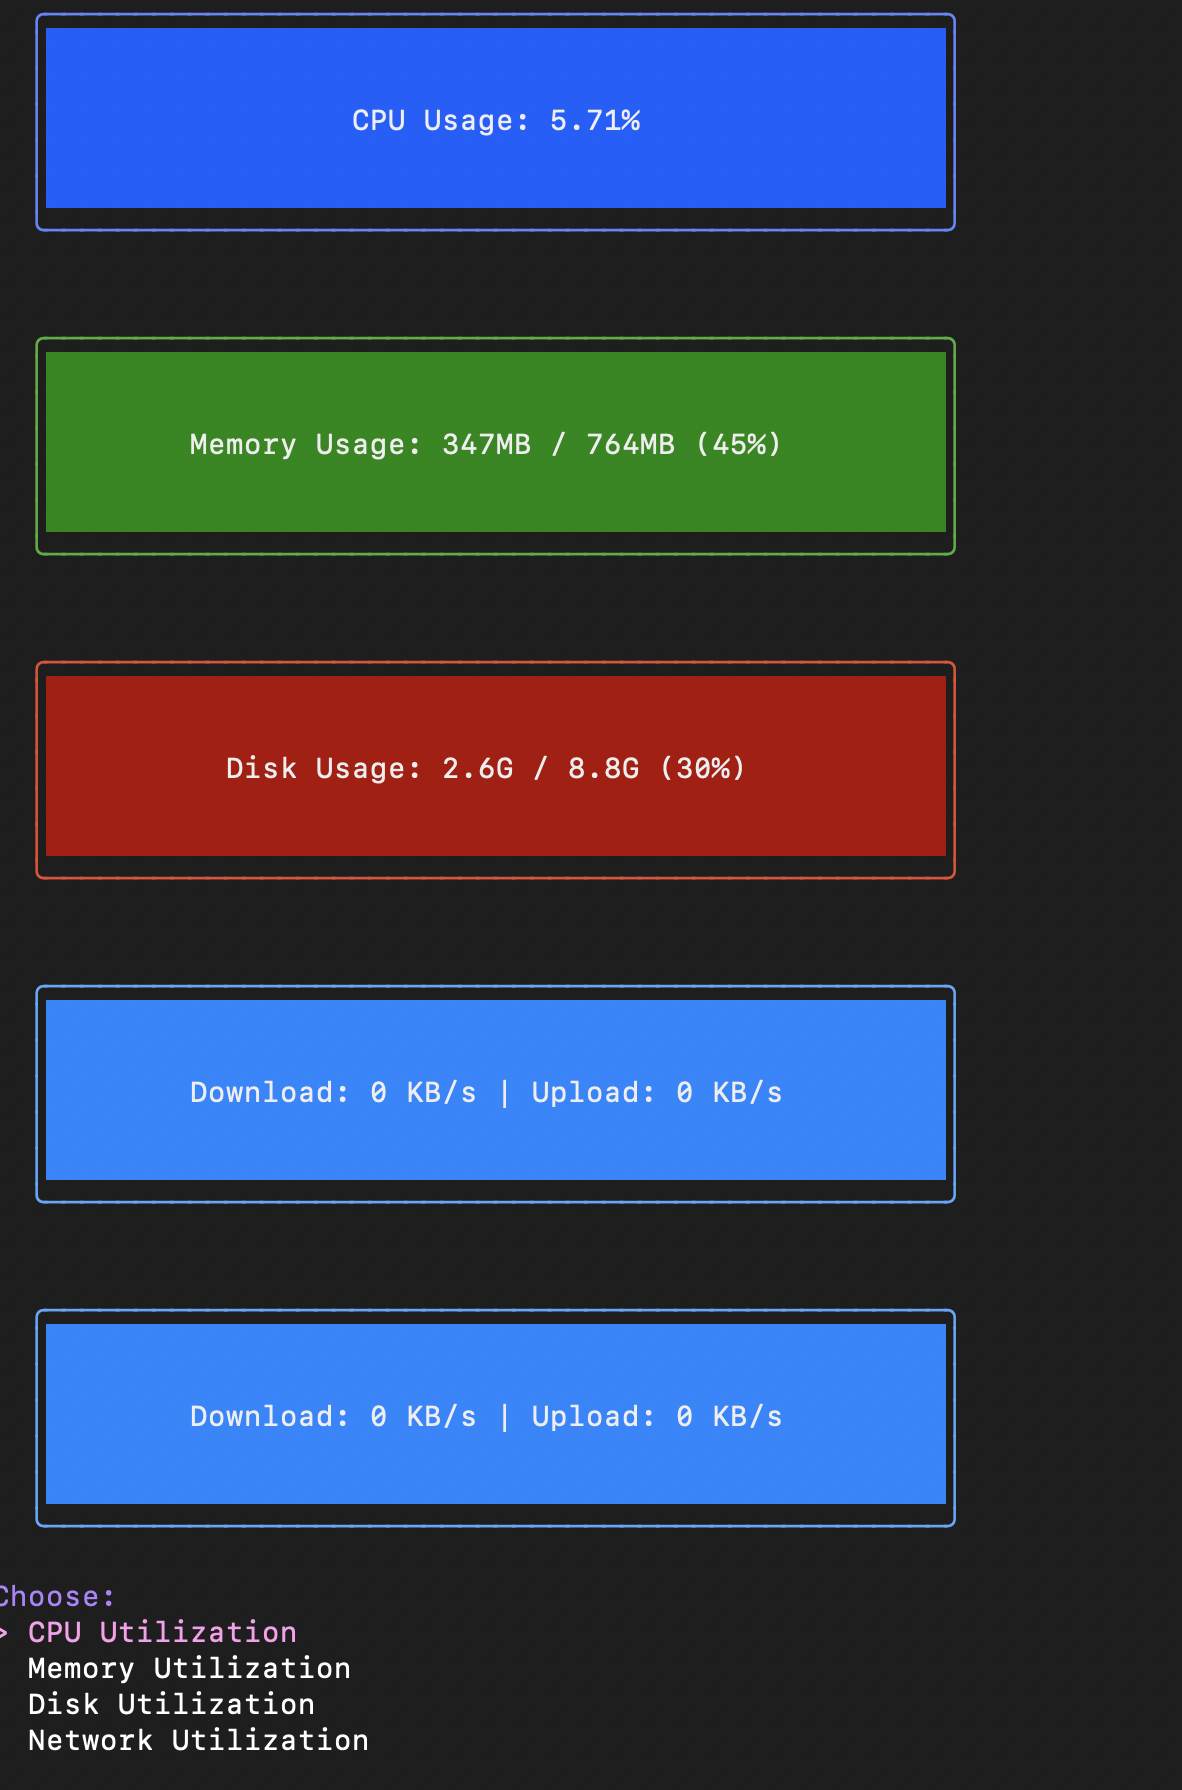 CPU Usage: 5.71%
Memory Usage: 347MB / 764MB (45%)
Disk Usage: 2.6G / 8.8G (30%)
Download: 0 KB/s | Upload: 0 KB/s
Download: 0 KB/s | Upload: 0 KB/s
Choose:
> CPU Utilization
Memory Utilization
Disk Utilization
Network Utilization